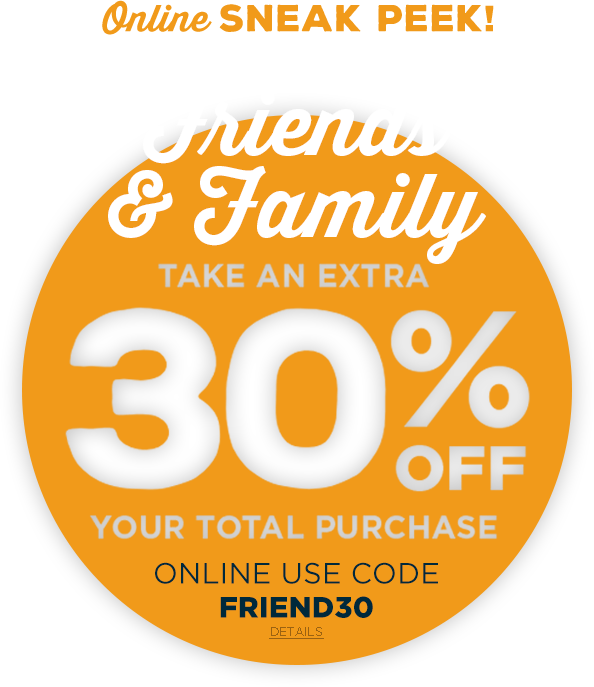 Online SNEAK PEEK!
Friends
& Family
TAKE AN EXTRA
30% OFF
YOUR TOTAL PURCHASE
ONLINE USE CODE
FRIEND30
DETAILS